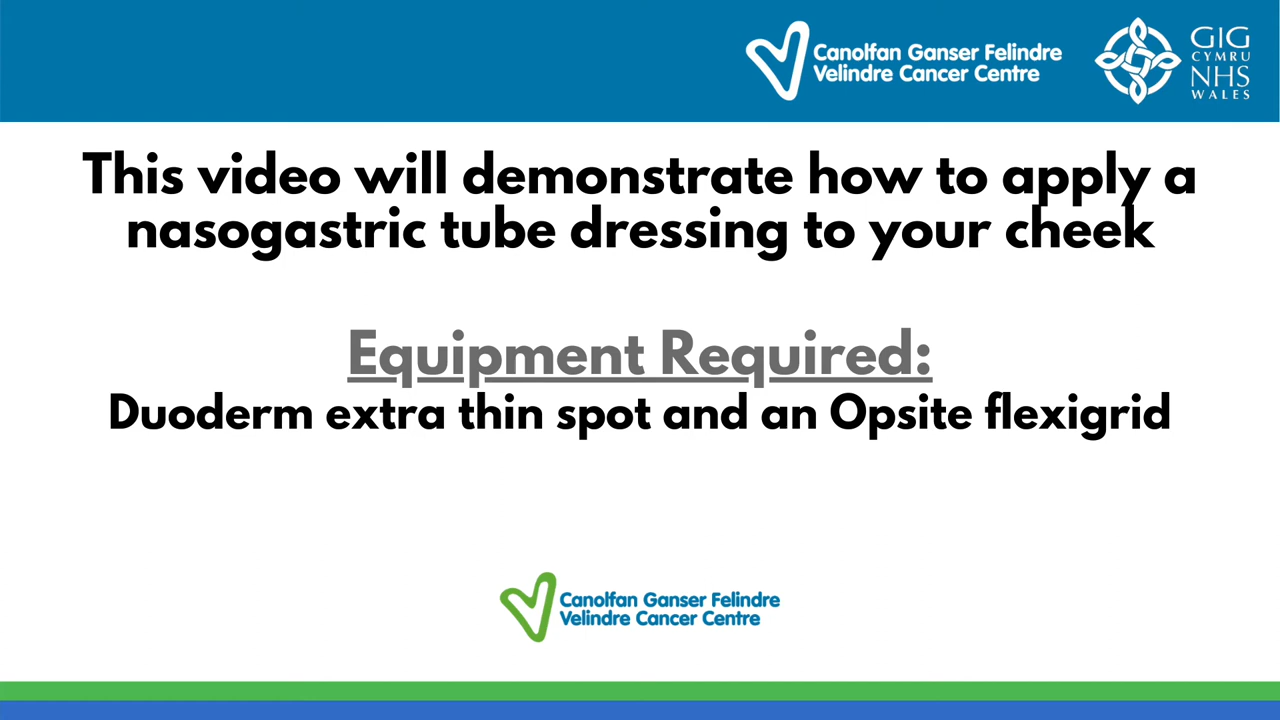 Canolfan Ganser Felindre
Velindre Cancer Centre
GIG
CYMRU
NHS
WALES
This video will demonstrate how to apply a
nasogastric tube dressing to your cheek
Equipment Required:
Duoderm extra thin spot and an Opsite flexigrid
Canolfan Ganser Felindre
Velindre Cancer Centre